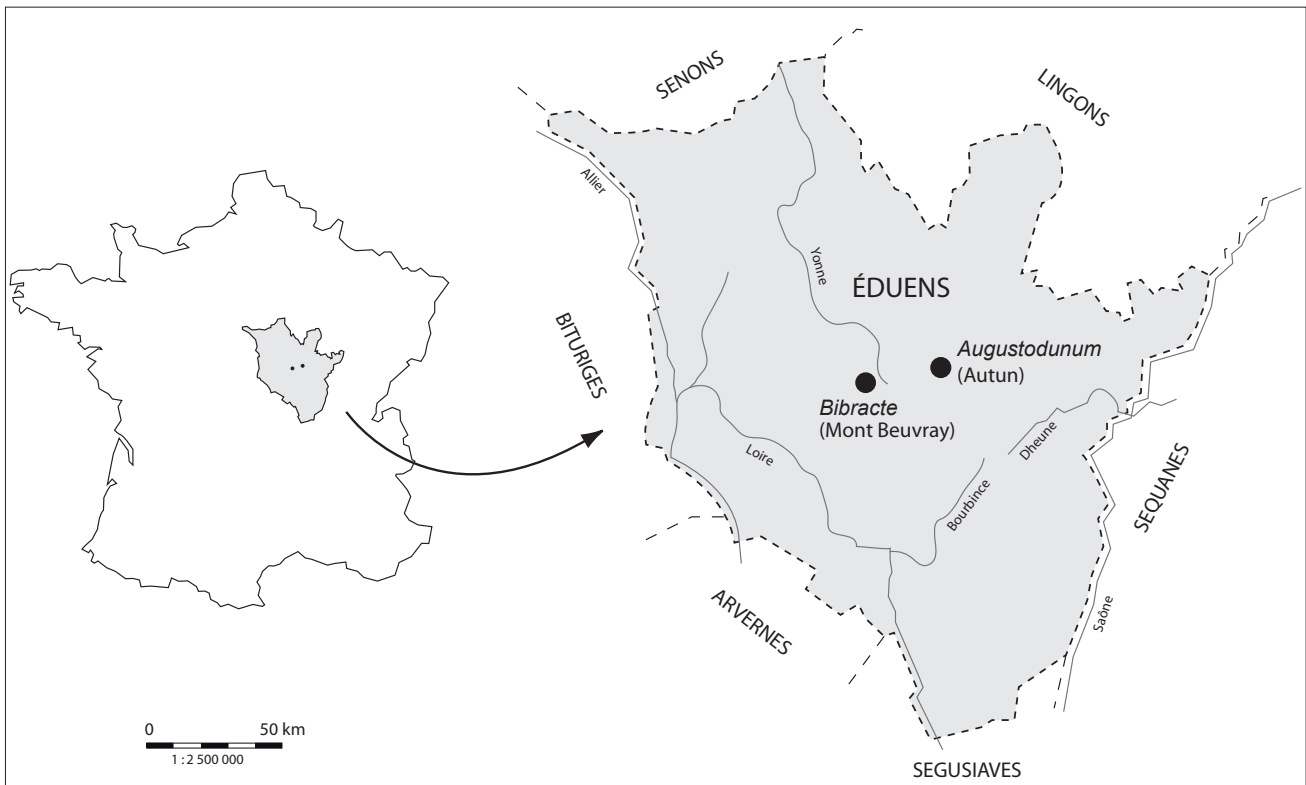 SENONS
LINGONS
Allier
Yonne
ÉDUENS
BITURIGES
Augustodunum
(Autun)
Bibracte
(Mont Beuvray)
Dheune
Loire
Bourbince
SEQUANES
ARVERNES
Saône
0 50 km
1 : 2 500 000
SEGUSIAVES